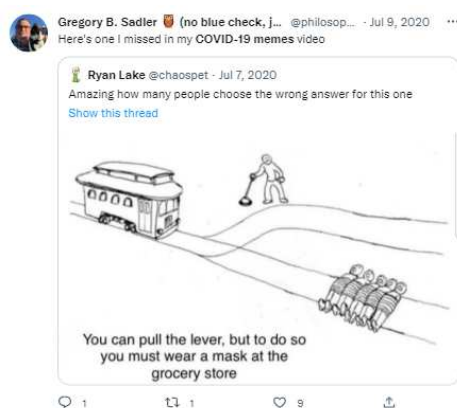 Gregory B. Sadler 🦉 (no blue check, j... @philosop... · Jul 9, 2020 ...
Here's one I missed in my COVID-19 memes video
Ryan Lake @chaospet · Jul 7, 2020
Amazing how many people choose the wrong answer for this one
Show this thread
You can pull the lever, but to do so
you must wear a mask at the
grocery store
1 1 9